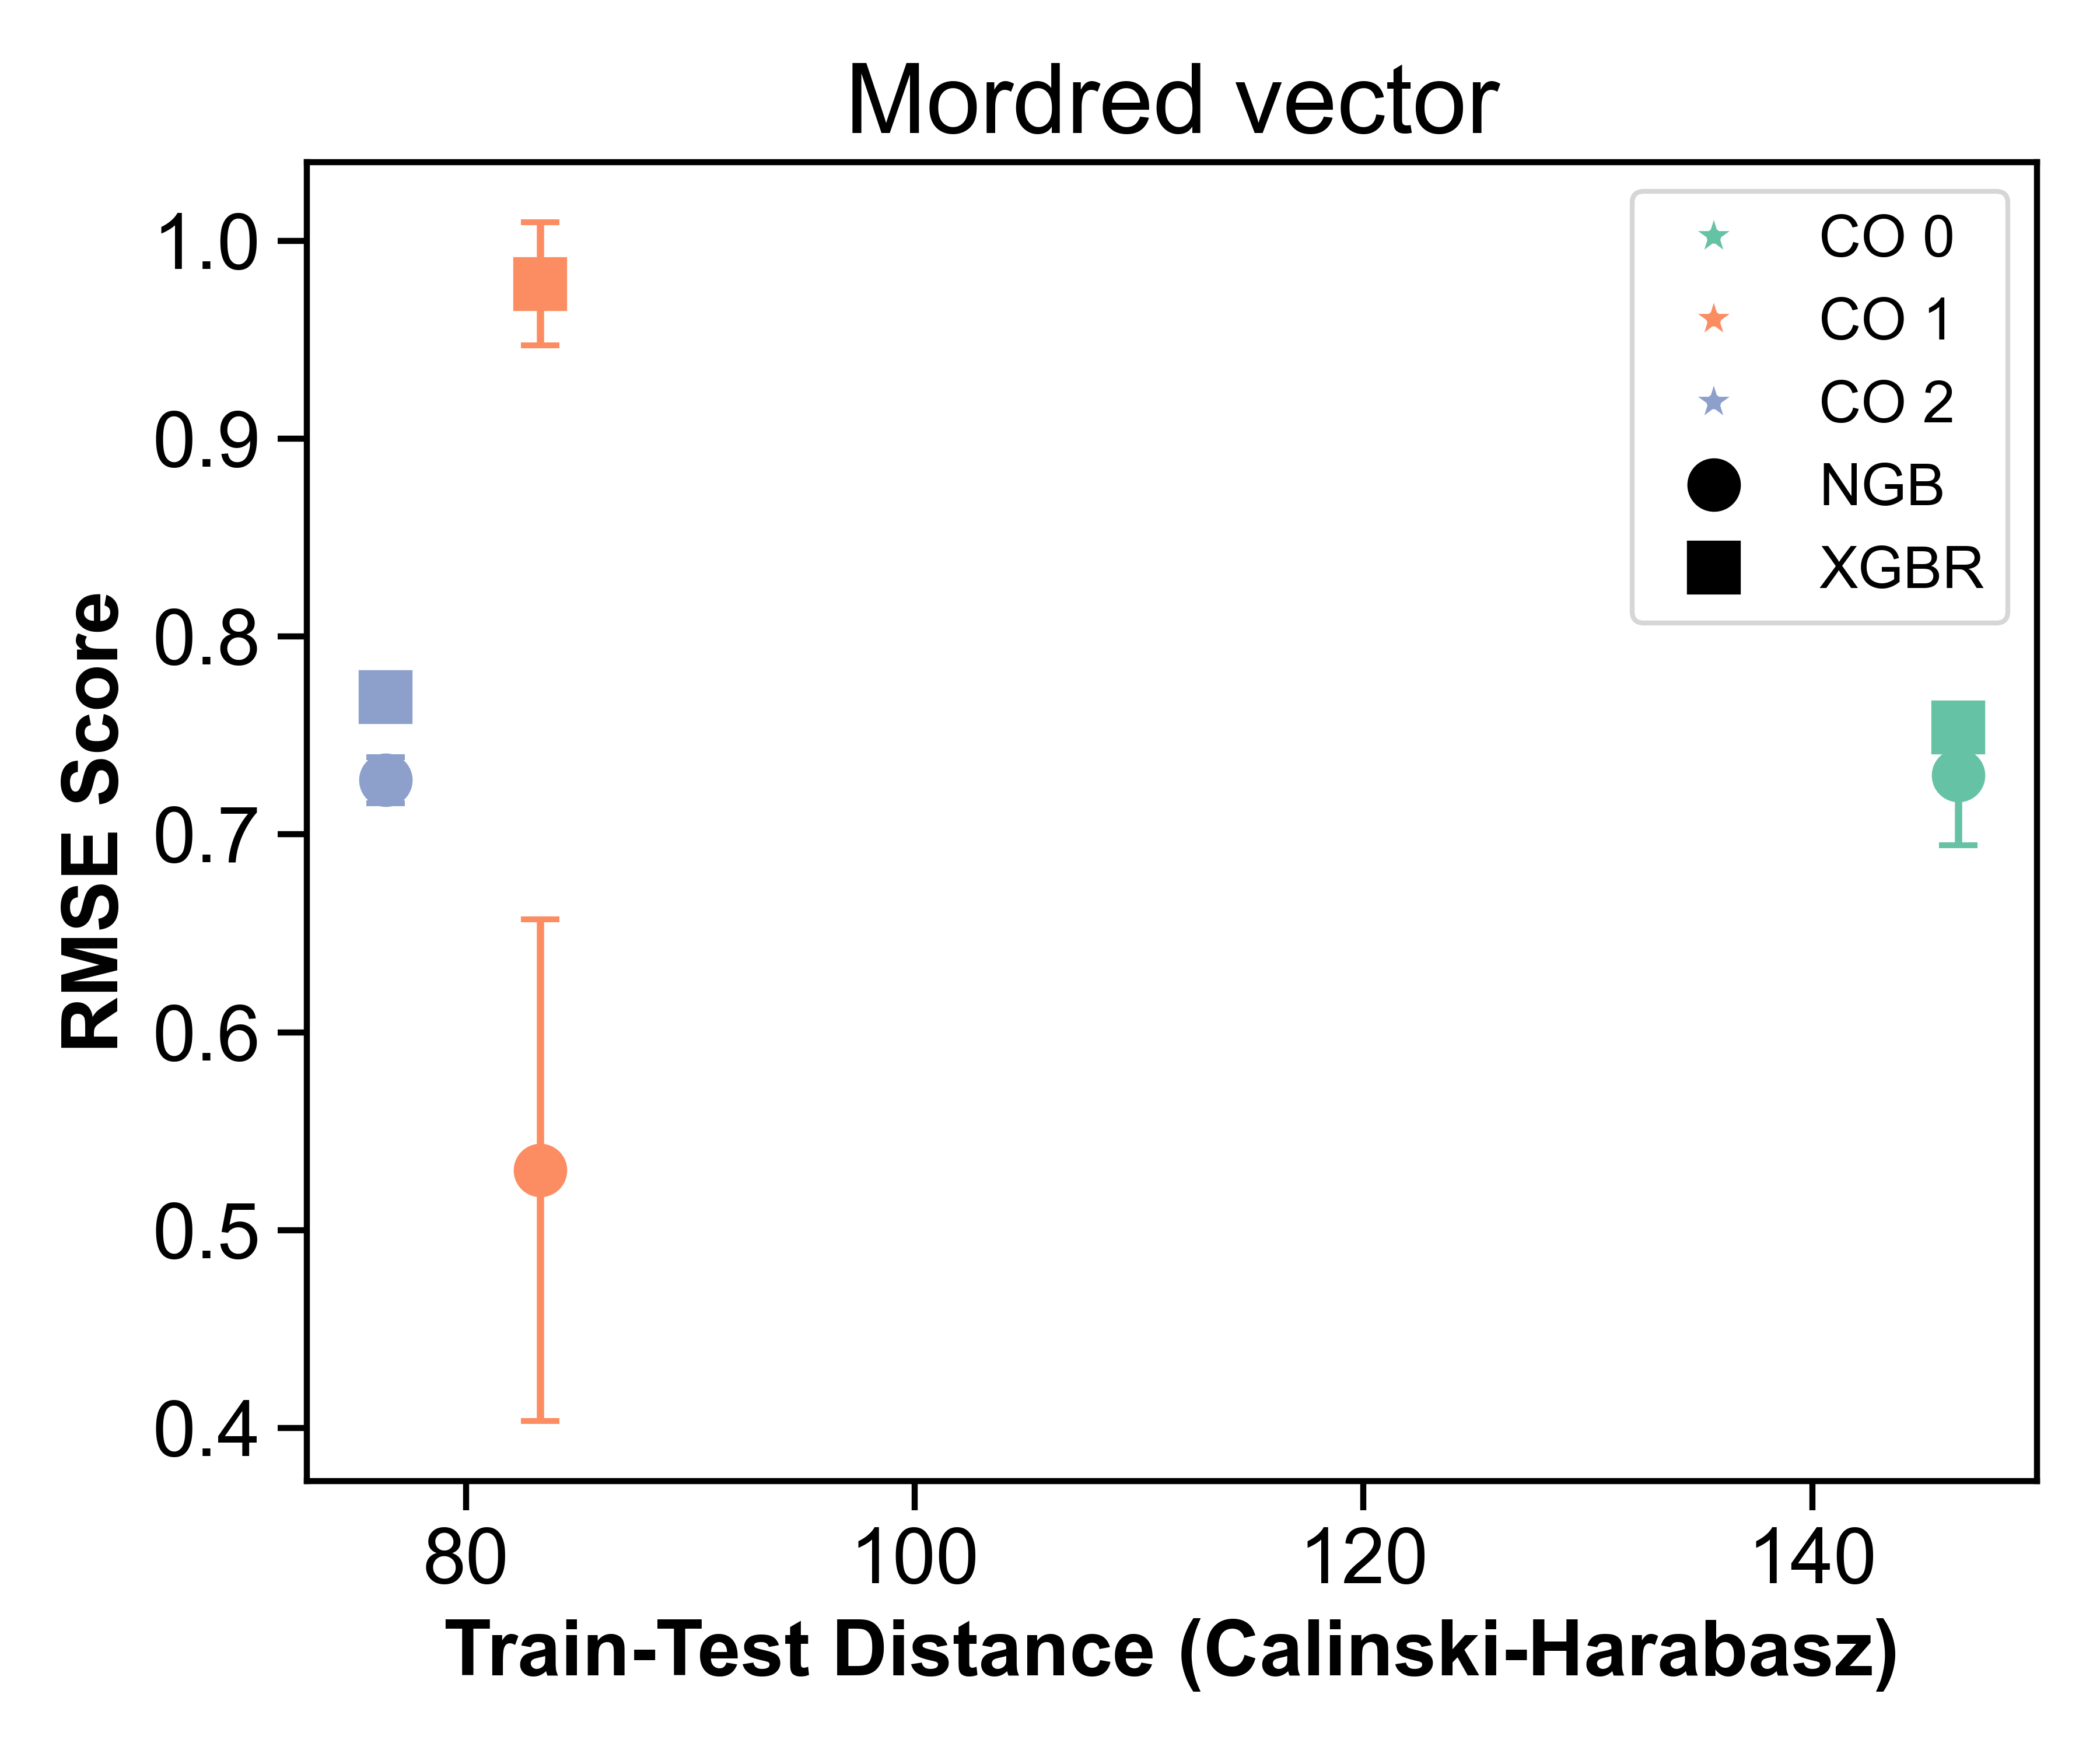 Mordred vector
CO 0
CO 1
CO 2
NGB
XGBR
RMSE Score
1.0
0.9
0.8
0.7
0.6
0.5
0.4
80
100
120
140
Train-Test Distance (Calinski-Harabasz)